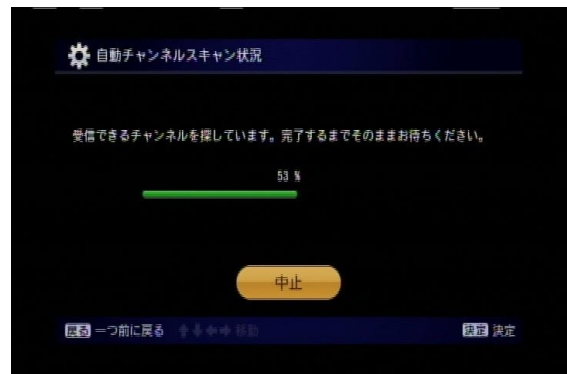 自動チャンネルスキャン状況
受信できるチャンネルを探しています。完了するまでそのままお待ちください。
53 %
中止
戻る 一つ前に戻る 移動 決定 決定